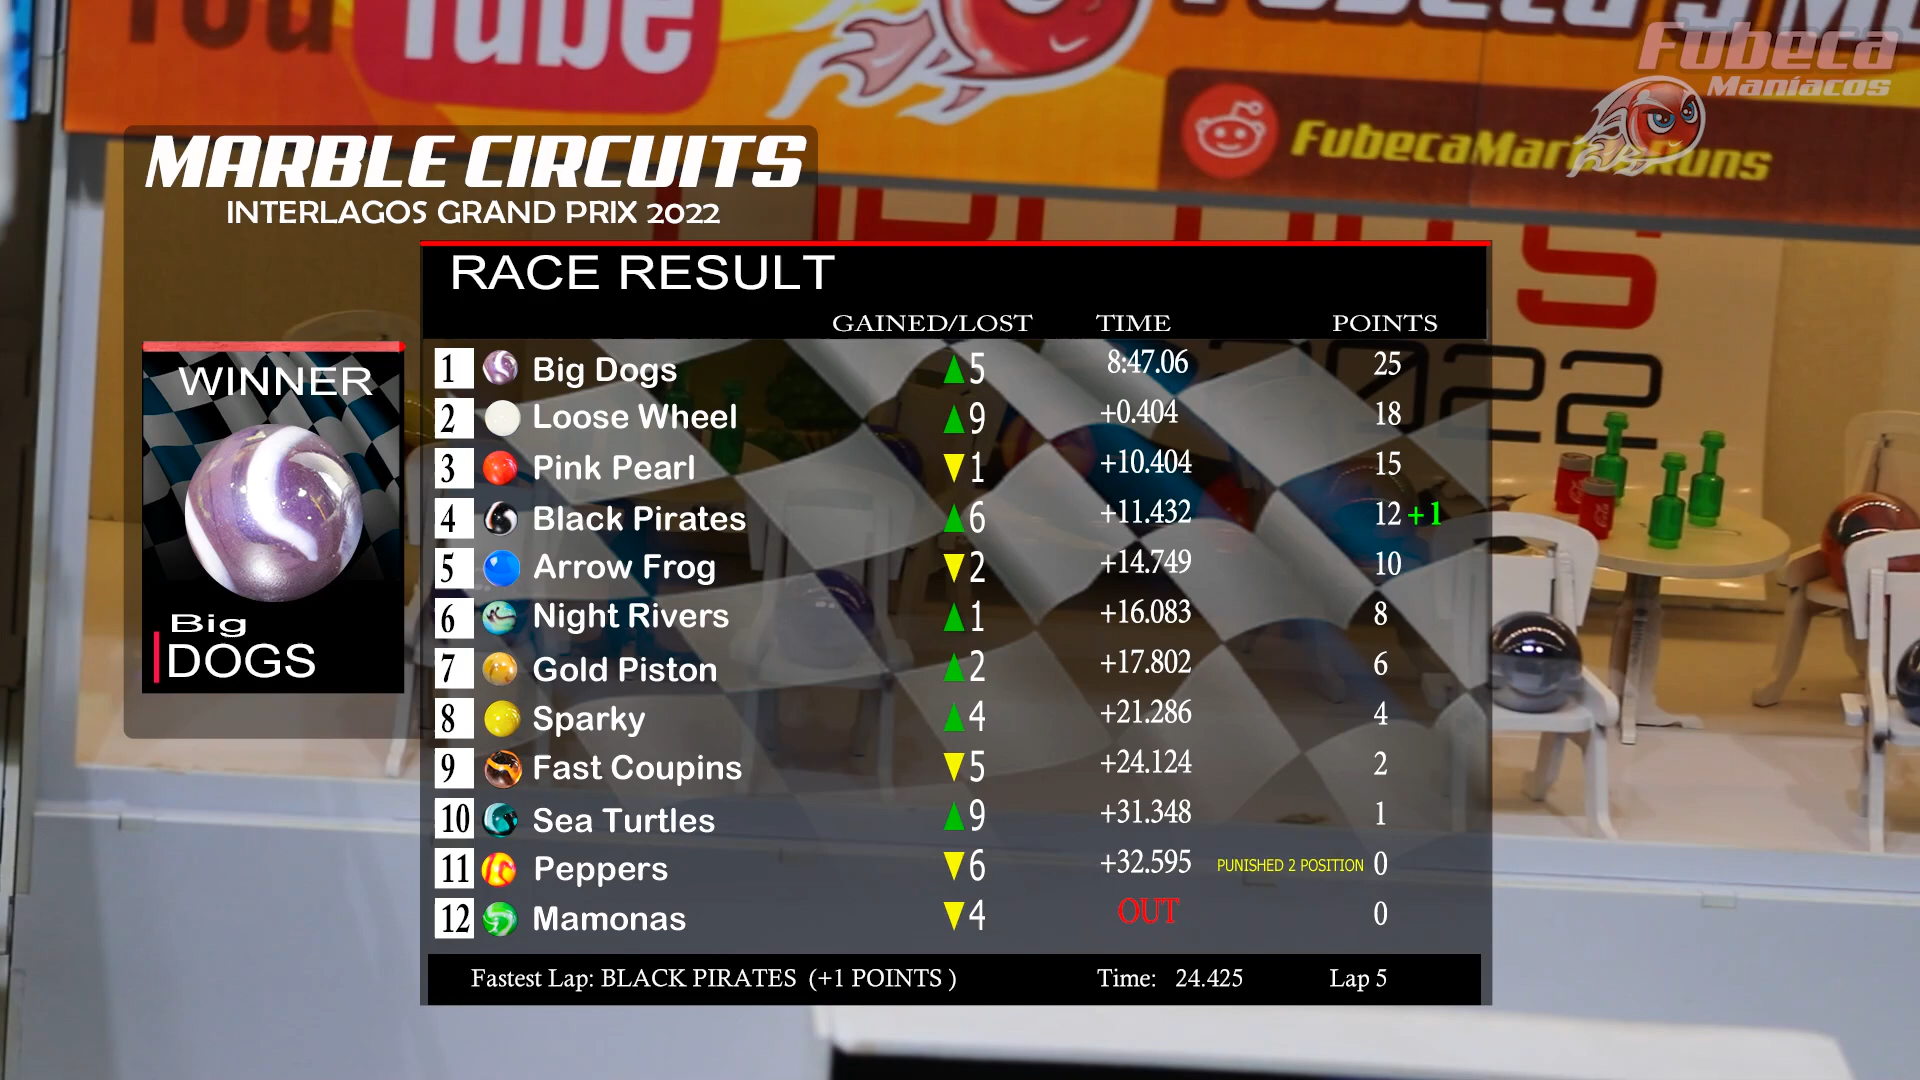 You Tube
Fubeca
Maníacos
MARBLE CIRCUITS
INTERLAGOS GRAND PRIX 2022
RACE RESULT
GAINED/LOST TIME POINTS
1 Big Dogs 5 8:47.06 25
2 Loose Wheel 9 +0.404 18
3 Pink Pearl 1 +10.404 15
4 Black Pirates 6 +11.432 12 +1
5 Arrow Frog 2 +14.749 10
6 Night Rivers 1 +16.083 8
7 Gold Piston 2 +17.802 6
8 Sparky 4 +21.286 4
9 Fast Coupins 5 +24.124 2
10 Sea Turtles 9 +31.348 1
11 Peppers 6 +32.595 PUNISHED 2 POSITION 0
12 Mamonas 4 OUT 0
Fastest Lap: BLACK PIRATES (+1 POINTS ) Time: 24.425 Lap 5
WINNER
Big
DOGS
2022